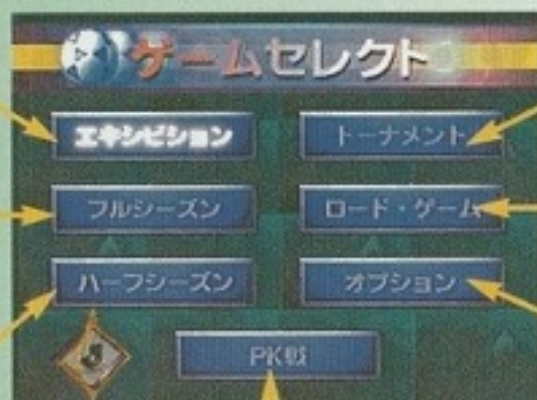 ゲームセレクト
エキシビション
トーナメント
フルシーズン
ロード・ゲーム
ハーフシーズン
オプション
PK戦